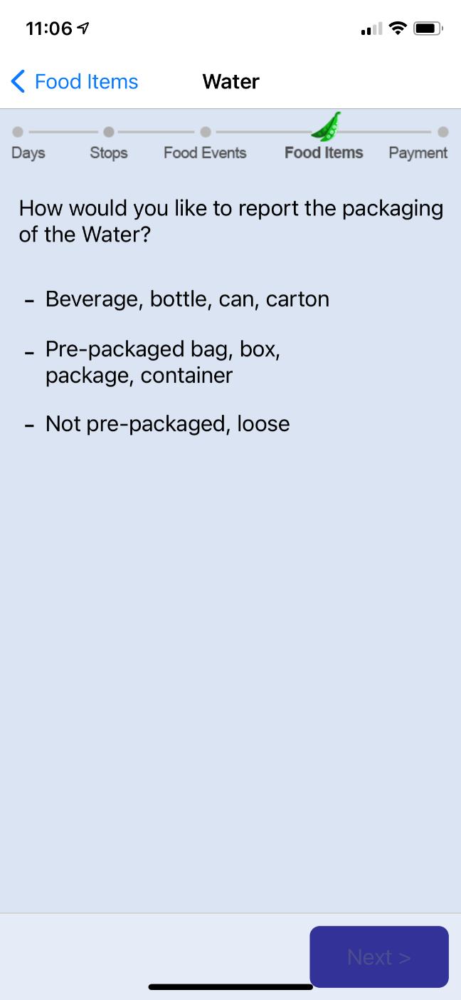 11:06
Food Items Water
Days Stops Food Events Food Items Payment
How would you like to report the packaging
of the Water?
- Beverage, bottle, can, carton
- Pre-packaged bag, box,
package, container
- Not pre-packaged, loose
Next >